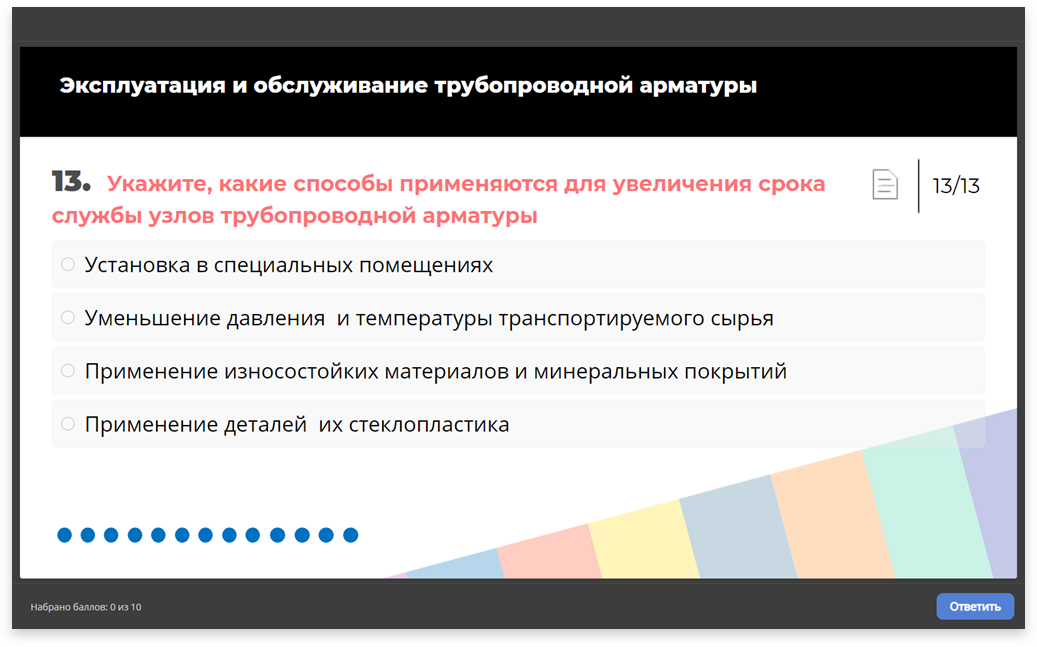 Эксплуатация и обслуживание трубопроводной арматуры
13. Укажите, какие способы применяются для увеличения срока
службы узлов трубопроводной арматуры
13/13
Установка в специальных помещениях
Уменьшение давления и температуры транспортируемого сырья
Применение износостойких материалов и минеральных покрытий
Применение деталей их стеклопластика
Набрано баллов: 0 из 10
Ответить